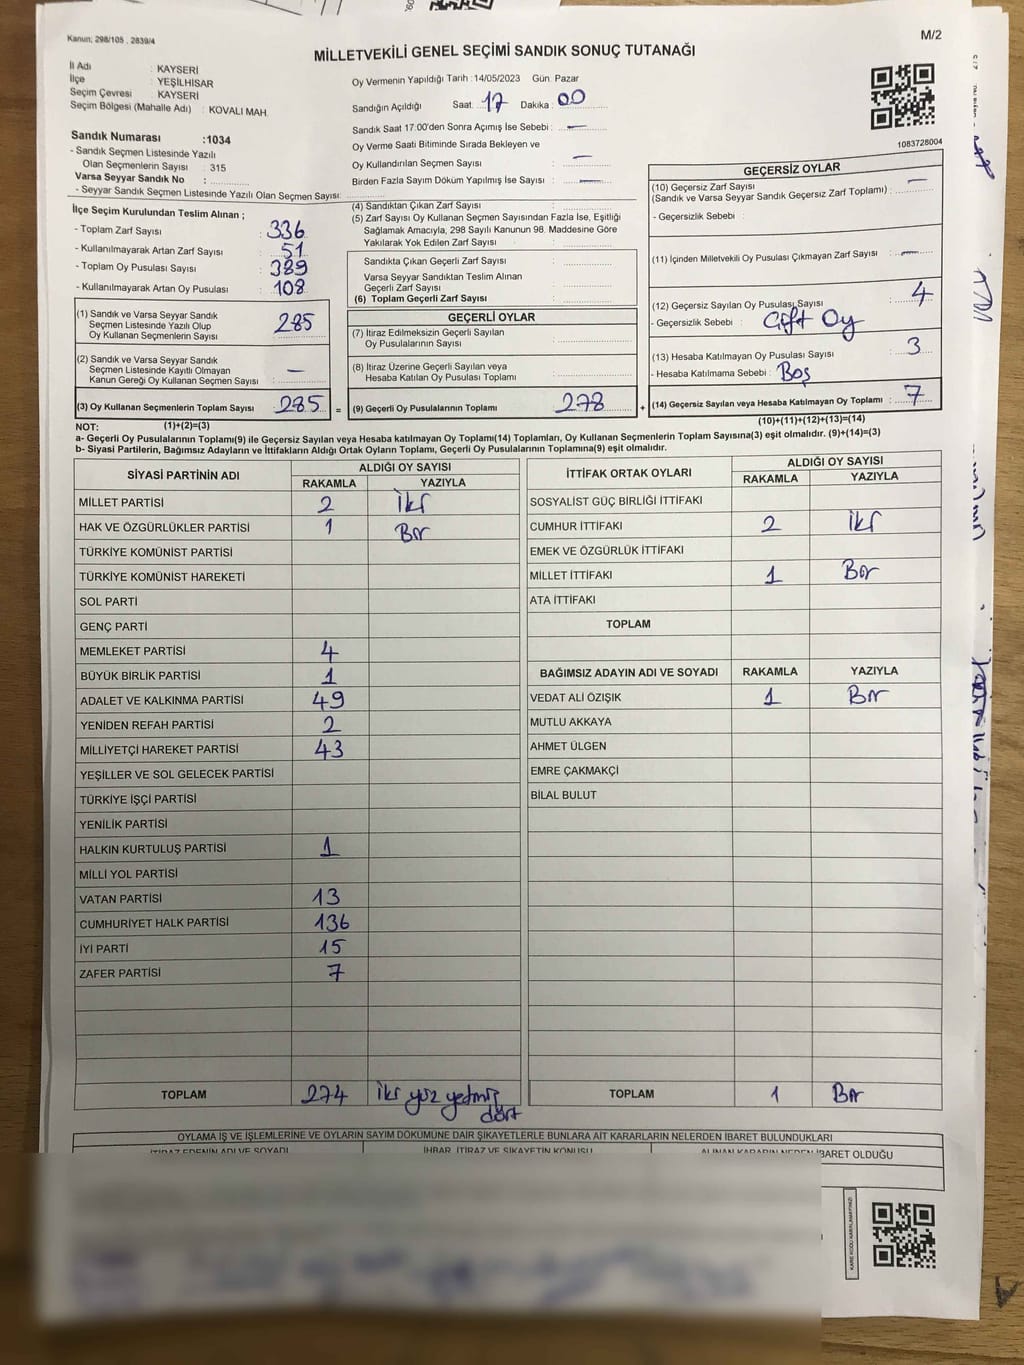 Kanun; 298/105 , 2839/4
M/2
MİLLETVEKİLİ GENEL SEÇİMİ SANDIK SONUÇ TUTANAĞI
İl Adı : KAYSERİ
İlçe : YEŞİLHİSAR
Seçim Çevresi : KAYSERİ
Seçim Bölgesi (Mahalle Adı) : KOVALI MAH.
Sandık Numarası :1034
- Sandık Seçmen Listesinde Yazılı
Olan Seçmenlerin Sayısı : 315
Varsa Seyyar Sandık No :
- Seyyar Sandık Seçmen Listesinde Yazılı Olan Seçmen Sayısı:
Oy Vermenin Yapıldığı Tarih :14/05/2023 Gün: Pazar
Sandığın Açıldığı Saat: 17 Dakika: 00
Sandık Saat 17:00'den Sonra Açımış İse Sebebi : —
Oy Verme Saati Bitiminde Sırada Bekleyen ve
Oy Kullandırılan Seçmen Sayısı : —
Birden Fazla Sayım Döküm Yapılmış İse Sayısı : —
1083728004
İlçe Seçim Kurulundan Teslim Alınan ;
- Toplam Zarf Sayısı : 336
- Kullanılmayarak Artan Zarf Sayısı : 51
- Toplam Oy Pusulası Sayısı : 389
- Kullanılmayarak Artan Oy Pusulası : 108
(1) Sandık ve Varsa Seyyar Sandık
Seçmen Listesinde Yazılı Olup
Oy Kullanan Seçmenlerin Sayısı : 285
(2) Sandık ve Varsa Seyyar Sandık
Seçmen Listesinde Kayıtlı Olmayan
Kanun Gereği Oy Kullanan Seçmen Sayısı : —
(3) Oy Kullanan Seçmenlerin Toplam Sayısı : 285 =
(4) Sandıktan Çıkan Zarf Sayısı :
(5) Zarf Sayısı Oy Kullanan Seçmen Sayısından Fazla İse, Eşitliği
Sağlamak Amacıyla, 298 Sayılı Kanunun 98. Maddesine Göre
Yakılarak Yok Edilen Zarf Sayısı :
Sandıkta Çıkan Geçerli Zarf Sayısı :
Varsa Seyyar Sandıktan Teslim Alınan
Geçerli Zarf Sayısı :
(6) Toplam Geçerli Zarf Sayısı :
GEÇERLİ OYLAR
(7) İtiraz Edilmeksizin Geçerli Sayılan
Oy Pusulalarının Sayısı :
(8) İtiraz Üzerine Geçerli Sayılan veya
Hesaba Katılan Oy Pusulası Toplamı :
(9) Geçerli Oy Pusulalarının Toplamı : 278 +
GEÇERSİZ OYLAR
(10) Geçersiz Zarf Sayısı
(Sandık ve Varsa Seyyar Sandık Geçersiz Zarf Toplamı) : —
- Geçersizlik Sebebi :
(11) İçinden Milletvekili Oy Pusulası Çıkmayan Zarf Sayısı : —
(12) Geçersiz Sayılan Oy Pusulası Sayısı : 4
- Geçersizlik Sebebi : Çift Oy
(13) Hesaba Katılmayan Oy Pusulası Sayısı : 3
- Hesaba Katılmama Sebebi : Boş
(14) Geçersiz Sayılan veya Hesaba Katılmayan Oy Toplamı : 7
NOT: (1)+(2)=(3) (10)+(11)+(12)+(13)=(14)
a- Geçerli Oy Pusulalarının Toplamı(9) ile Geçersiz Sayılan veya Hesaba katılmayan Oy Toplamı(14) Toplamları, Oy Kullanan Seçmenlerin Toplam Sayısına(3) eşit olmalıdır. (9)+(14)=(3)
b- Siyasi Partilerin, Bağımsız Adayların ve İttifakların Aldığı Ortak Oyların Toplamı, Geçerli Oy Pusulalarının Toplamına(9) eşit olmalıdır.
SİYASİ PARTİNİN ADI ALDIĞI OY SAYISI
RAKAMLA YAZIYLA
MİLLET PARTİSİ 2 İki
HAK VE ÖZGÜRLÜKLER PARTİSİ 1 Bir
TÜRKİYE KOMÜNİST PARTİSİ
TÜRKİYE KOMÜNİST HAREKETİ
SOL PARTİ
GENÇ PARTİ
MEMLEKET PARTİSİ 4
BÜYÜK BİRLİK PARTİSİ 1
ADALET VE KALKINMA PARTİSİ 49
YENİDEN REFAH PARTİSİ 2
MİLLİYETÇİ HAREKET PARTİSİ 43
YEŞİLLER VE SOL GELECEK PARTİSİ
TÜRKİYE İŞÇİ PARTİSİ
YENİLİK PARTİSİ
HALKIN KURTULUŞ PARTİSİ 1
MİLLİ YOL PARTİSİ
VATAN PARTİSİ 13
CUMHURİYET HALK PARTİSİ 136
İYİ PARTİ 15
ZAFER PARTİSİ 7
TOPLAM 274 İki yüz yetmiş dört
İTTİFAK ORTAK OYLARI ALDIĞI OY SAYISI
RAKAMLA YAZIYLA
SOSYALİST GÜÇ BİRLİĞİ İTTİFAKI
CUMHUR İTTİFAKI 2 İki
EMEK VE ÖZGÜRLÜK İTTİFAKI
MİLLET İTTİFAKI 1 Bir
ATA İTTİFAKI
TOPLAM
BAĞIMSIZ ADAYIN ADI VE SOYADI RAKAMLA YAZIYLA
VEDAT ALİ ÖZIŞIK 1 Bir
MUTLU AKKAYA
AHMET ÜLGEN
EMRE ÇAKMAKÇİ
BİLAL BULUT
TOPLAM 1 Bir
OYLAMA İŞ VE İŞLEMLERİNE VE OYLARIN SAYIM DÖKÜMÜNE DAİR ŞİKAYETLERLE BUNLARA AİT KARARLARIN NELERDEN İBARET BULUNDUKLARI
İTİRAZ EDENİN ADI VE SOYADI İHBAR, İTİRAZ VE ŞİKAYETİN KONUSU ALINAN KARARIN NEDEN İBARET OLDUĞU
KARE KODU KARALAMAYINIZ!